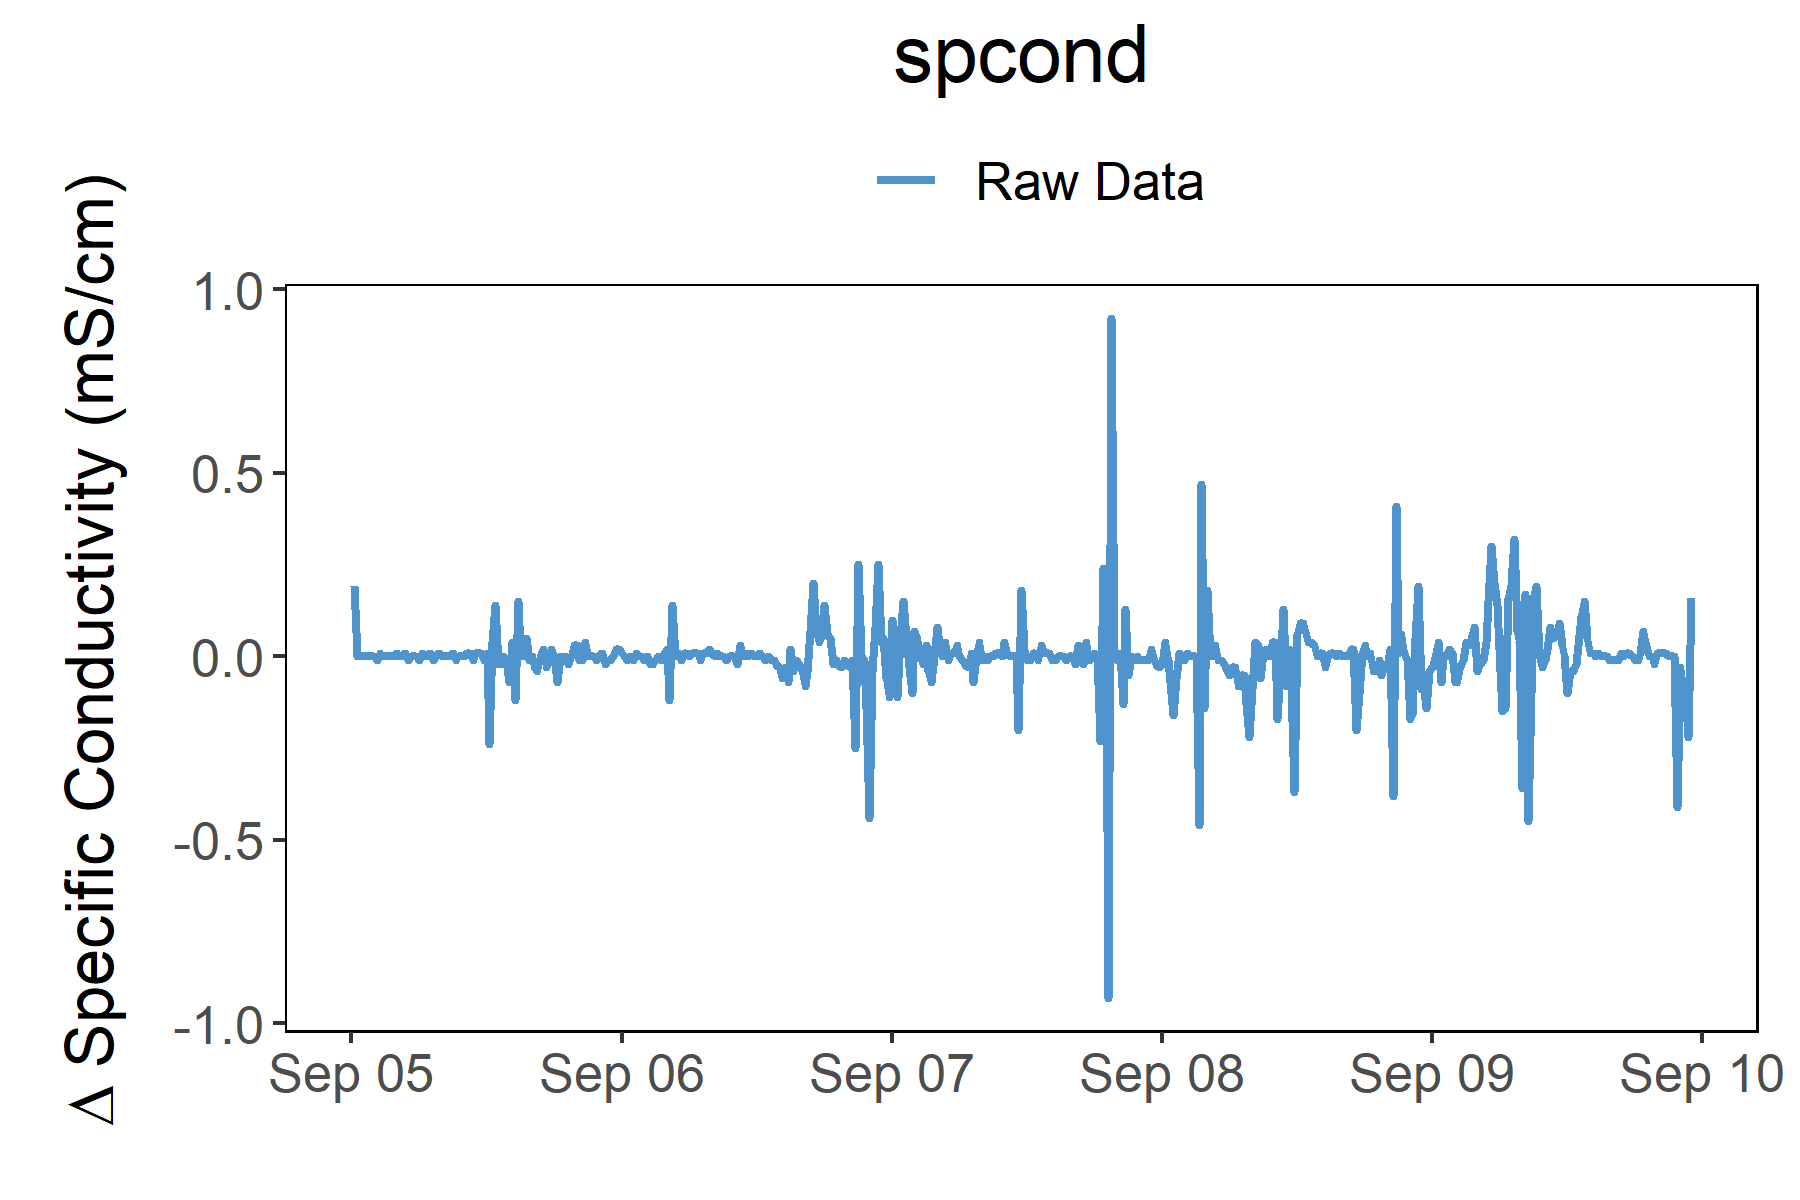 spcond
Raw Data
Δ Specific Conductivity (mS/cm)
1.0
0.5
0.0
-0.5
-1.0
Sep 05 Sep 06 Sep 07 Sep 08 Sep 09 Sep 10